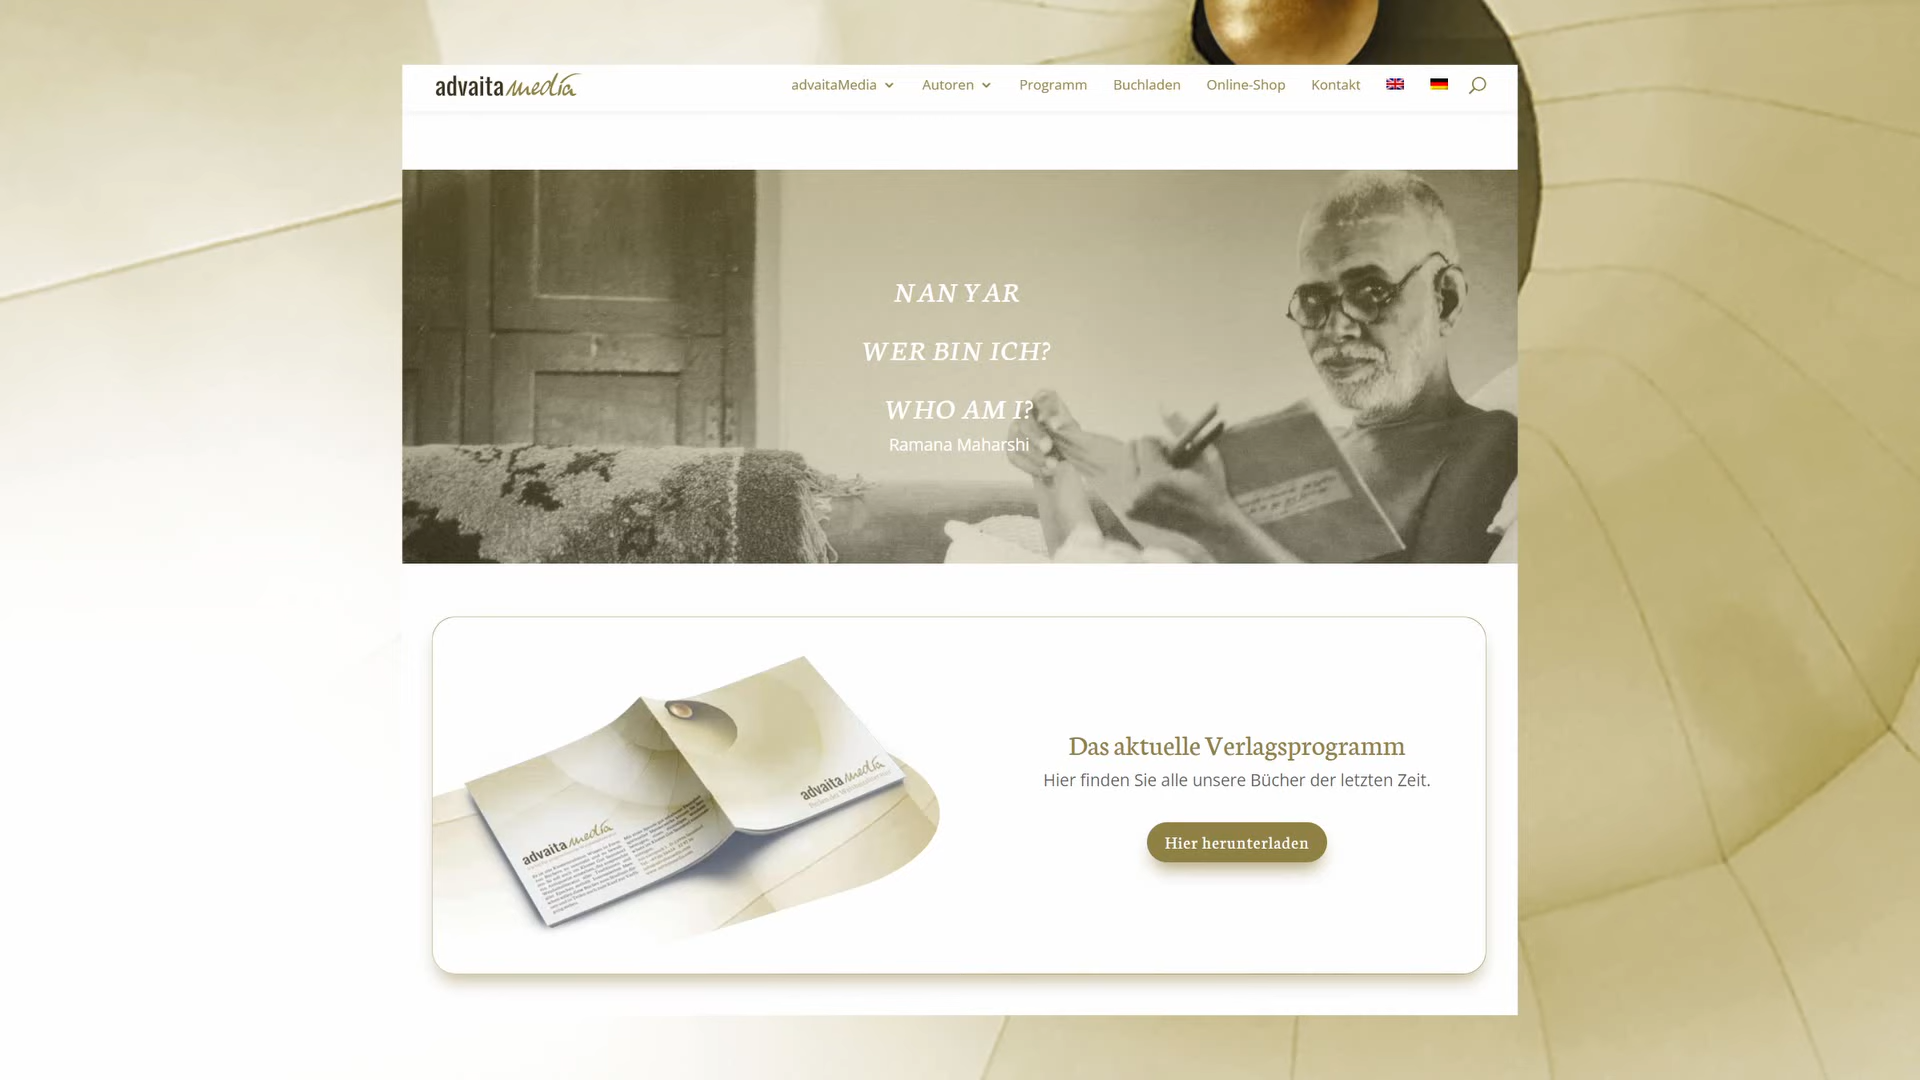 advaita media
advaitaMedia Autoren Programm Buchladen Online-Shop Kontakt
NAN YAR
WER BIN ICH?
WHO AM I?
Ramana Maharshi
Das aktuelle Verlagsprogramm
Hier finden Sie alle unsere Bücher der letzten Zeit.
Hier herunterladen
advaita media
advaita media